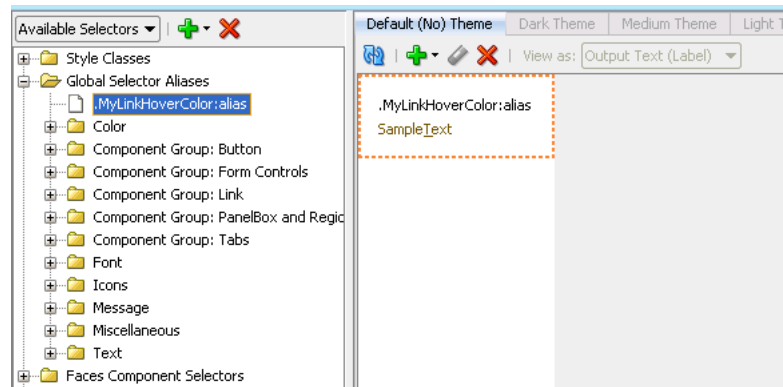 Available Selectors
Style Classes
Global Selector Aliases
.MyLinkHoverColor:alias
Color
Component Group: Button
Component Group: Form Controls
Component Group: Link
Component Group: PanelBox and Regic
Component Group: Tabs
Font
Icons
Message
Miscellaneous
Text
Faces Component Selectors
Default (No) Theme
Dark Theme
Medium Theme
Light T
View as: Output Text (Label)
.MyLinkHoverColor:alias
SampleText